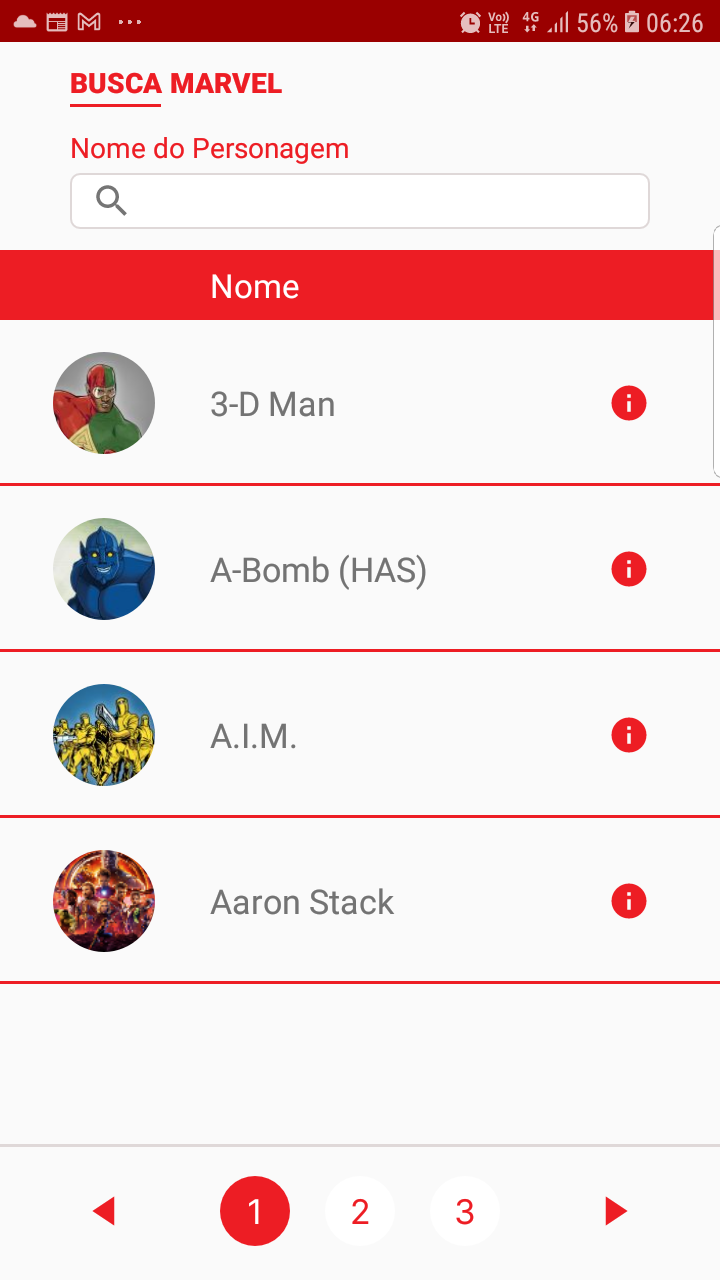 Vo)) LTE 4G 56% 06:26
BUSCA MARVEL
Nome do Personagem
Nome
3-D Man
A-Bomb (HAS)
A.I.M.
Aaron Stack
1 2 3